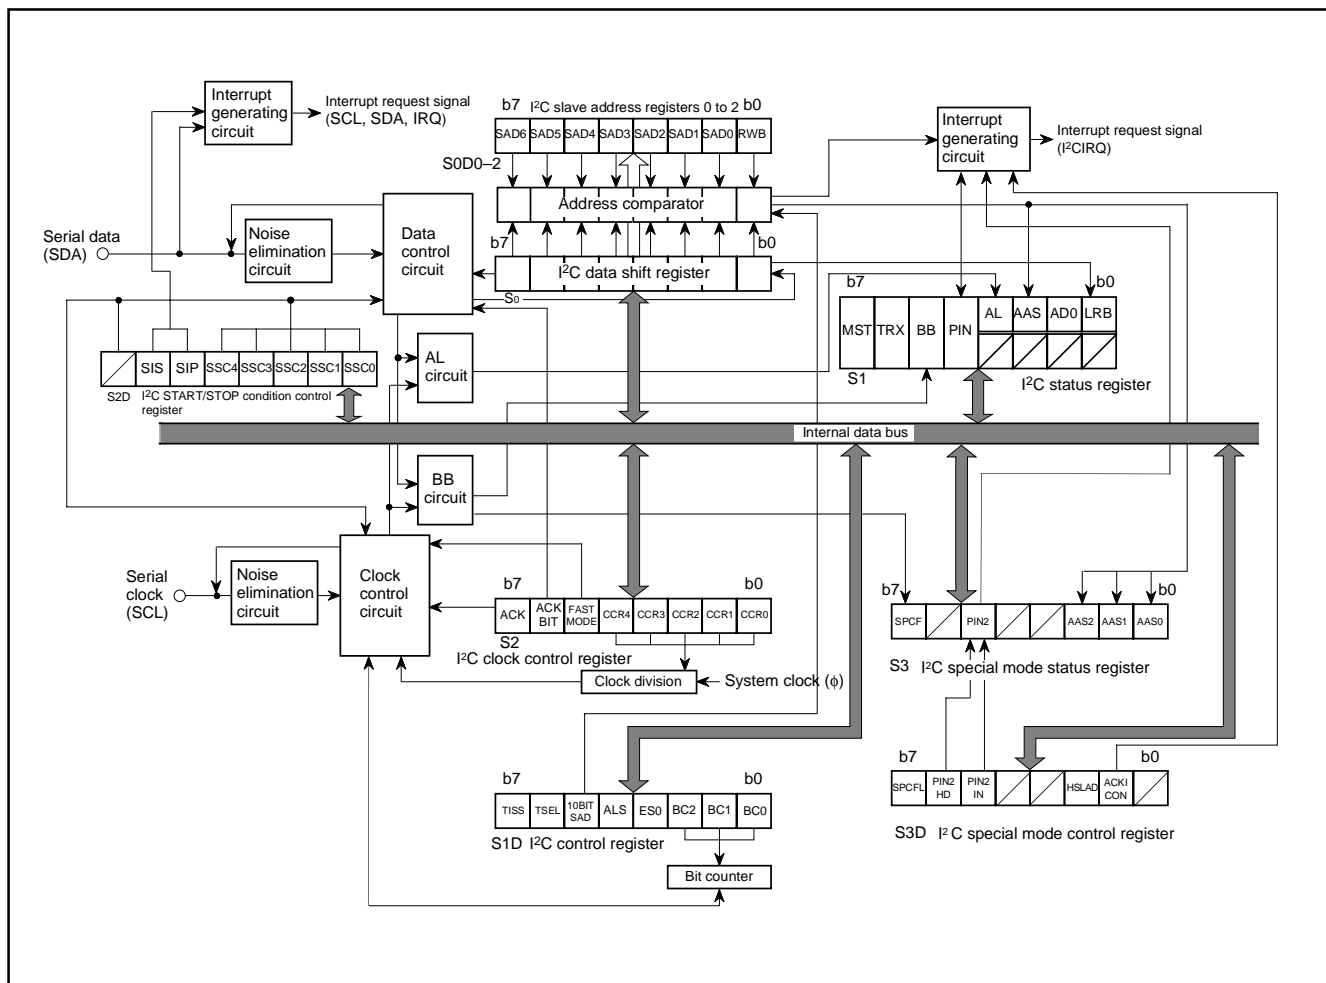 Interrupt
generating
circuit
Interrupt request signal
(SCL, SDA, IRQ)
b7 I²C slave address registers 0 to 2 b0
SAD6 SAD5 SAD4 SAD3 SAD2 SAD1 SAD0 RWB
S0D0–2
Interrupt
generating
circuit
Interrupt request signal
(I²CIRQ)
Address comparator
Serial data
(SDA)
Noise
elimination
circuit
Data
control
circuit
b7 b0
I²C data shift register
S0
b7 b0
MST TRX BB PIN AL AAS AD0 LRB
S1
I²C status register
SIS SIP SSC4 SSC3 SSC2 SSC1 SSC0
S2D I²C START/STOP condition control
register
AL
circuit
Internal data bus
BB
circuit
Serial
clock
(SCL)
Noise
elimination
circuit
Clock
control
circuit
b7 b0
ACK ACK BIT FAST MODE CCR4 CCR3 CCR2 CCR1 CCR0
S2
I²C clock control register
Clock division
System clock (ϕ)
b7 b0
SPCF PIN2 AAS2 AAS1 AAS0
S3 I²C special mode status register
b7 b0
TISS TSEL 10BIT SAD ALS ES0 BC2 BC1 BC0
S1D I²C control register
Bit counter
b7 b0
SPCFL PIN2 HD PIN2 IN HSLAD ACKI CON
S3D I² C special mode control register